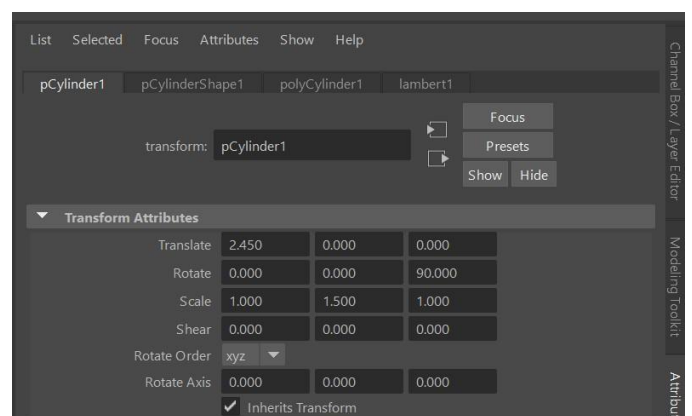 List Selected Focus Attributes Show Help
pCylinder1 pCylinderShape1 polyCylinder1 lambert1
Focus
transform: pCylinder1 Presets
Show Hide
Transform Attributes
Translate 2.450 0.000 0.000
Rotate 0.000 0.000 90.000
Scale 1.000 1.500 1.000
Shear 0.000 0.000 0.000
Rotate Order xyz
Rotate Axis 0.000 0.000 0.000
Inherits Transform
Channel Box / Layer Editor
Modeling Toolkit
Attribu